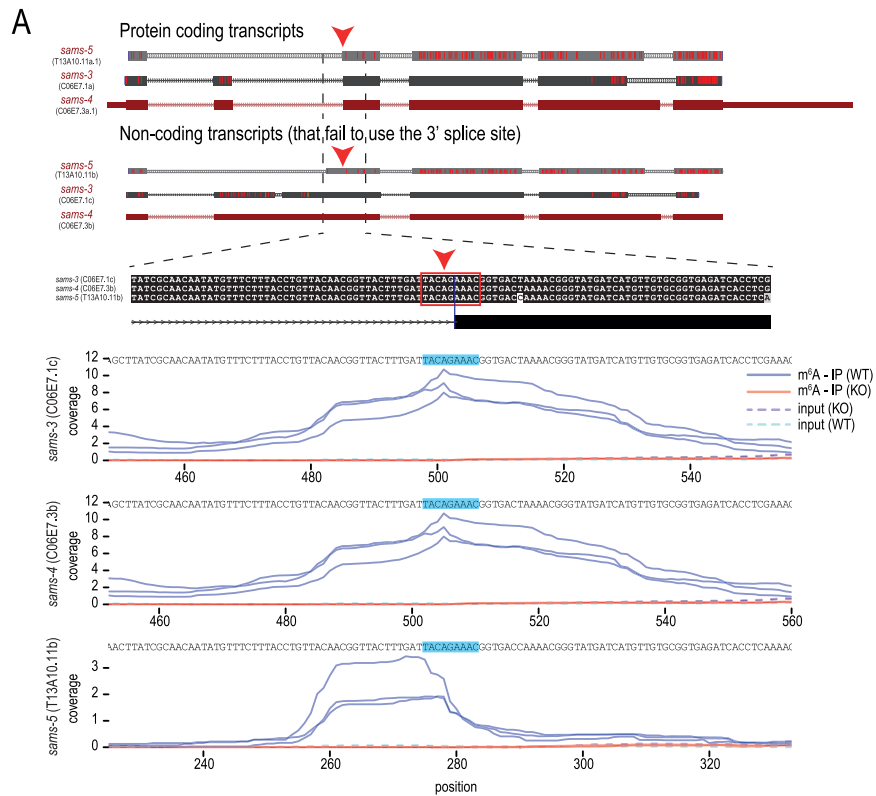 A
Protein coding transcripts
sams-5
(T13A10.11a.1)
sams-3
(C06E7.1a)
sams-4
(C06E7.3a.1)
Non-coding transcripts (that fail to use the 3' splice site)
sams-5
(T13A10.11b)
sams-3
(C06E7.1c)
sams-4
(C06E7.3b)
sams-3 (C06E7.1c) TATCGCAACAATATGTTTCTTTACCTGTTACAACGGTTACTTTGATTACAGAAACGGTGACTAAAACGGGTATGATCATGTTGTGCGGTGAGATCACCTCG
sams-4 (C06E7.3b) TATCGCAACAATATGTTTCTTTACCTGTTACAACGGTTACTTTGATTACAGAAACGGTGACTAAAACGGGTATGATCATGTTGTGCGGTGAGATCACCTCG
sams-5 (T13A10.11b) TATCGCAACAATATGTTTCTTTACCTGTTACAACGGTTACTTTGATTACAGAAACGGTGACCAAAACGGGTATGATCATGTTGTGCGGTGAGATCACCTCA
sams-3 (C06E7.1c)
coverage
12
10
8
6
4
2
0
AGCTTATCGCAACAATATGTTTCTTTACCTGTTACAACGGTTACTTTGATTACAGAAACGGTGACTAAAACGGGTATGATCATGTTGTGCGGTGAGATCACCTCGAAAC
m⁶A - IP (WT)
m⁶A - IP (KO)
input (KO)
input (WT)
460 480 500 520 540
sams-4 (C06E7.3b)
coverage
12
10
8
6
4
2
0
AGCTTATCGCAACAATATGTTTCTTTACCTGTTACAACGGTTACTTTGATTACAGAAACGGTGACTAAAACGGGTATGATCATGTTGTGCGGTGAGATCACCTCGAAAC
460 480 500 520 540 560
sams-5 (T13A10.11b)
coverage
3
2
1
0
AACTTATCGCAACAATATGTTTCTTTACCTGTTACAACGGTTACTTTGATTACAGAAACGGTGACCAAAACGGGTATGATCATGTTGTGCGGTGAGATCACCTCAAAAC
240 260 280 300 320
position